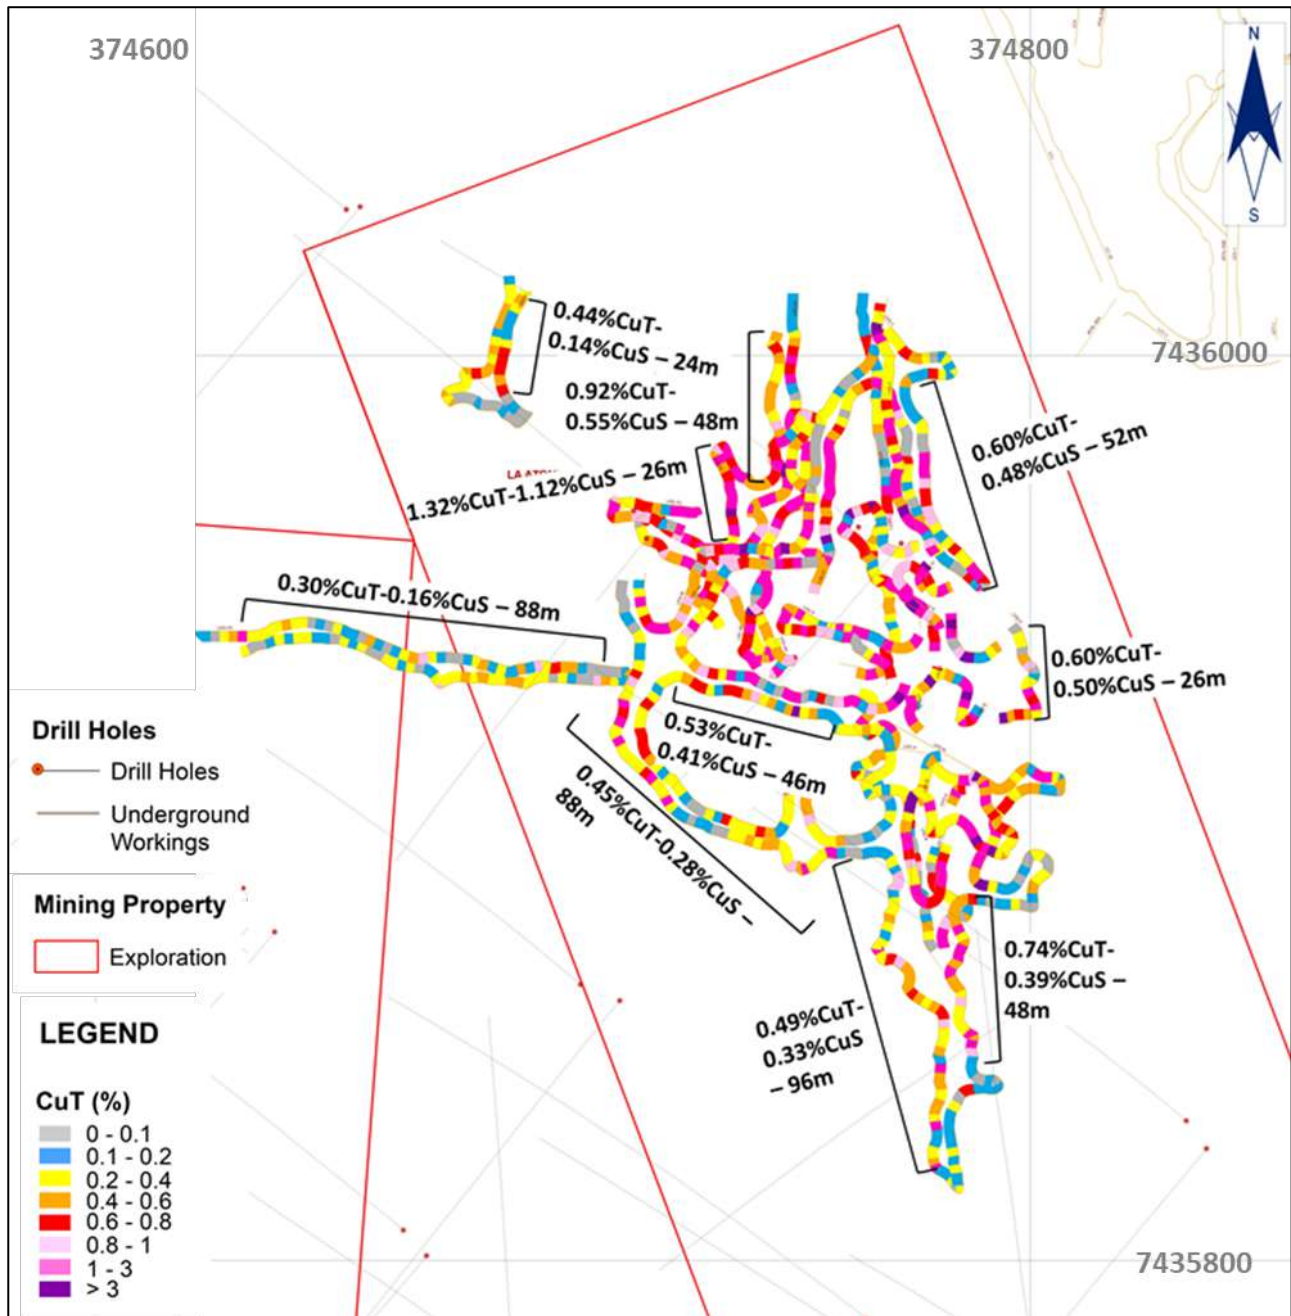 374600
374800
N
S
7436000
0.44%CuT-
0.14%CuS – 24m
0.92%CuT-
0.55%CuS – 48m
1.32%CuT-1.12%CuS – 26m
0.60%CuT-
0.48%CuS – 52m
0.30%CuT-0.16%CuS – 88m
0.60%CuT-
0.50%CuS – 26m
0.53%CuT-
0.41%CuS – 46m
0.45%CuT-0.28%CuS –
88m
0.74%CuT-
0.39%CuS –
48m
0.49%CuT-
0.33%CuS
– 96m
7435800
Drill Holes
Drill Holes
Underground
Workings
Mining Property
Exploration
LEGEND
CuT (%)
0 - 0.1
0.1 - 0.2
0.2 - 0.4
0.4 - 0.6
0.6 - 0.8
0.8 - 1
1 - 3
> 3